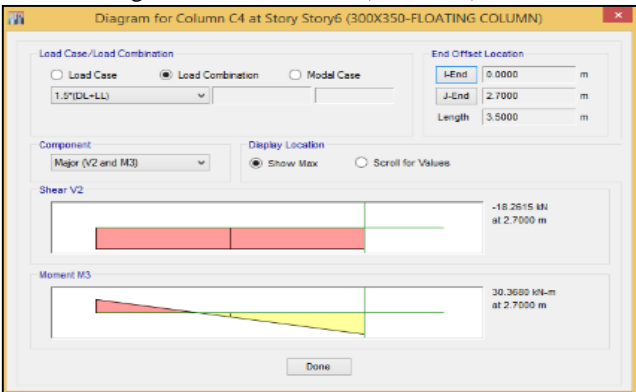 Diagram for Column C4 at Story Story6 (300X350-FLOATING COLUMN)
Load Case/Load Combination
Load Case Load Combination Modal Case
1.5*(DL+LL)
End Offset Location
I-End 0.0000 m
J-End 2.7000 m
Length 3.5000 m
Component
Major (V2 and M3)
Display Location
Show Max Scroll for Values
Shear V2
-18.2615 kN
at 2.7000 m
Moment M3
30.3680 kN-m
at 2.7000 m
Done